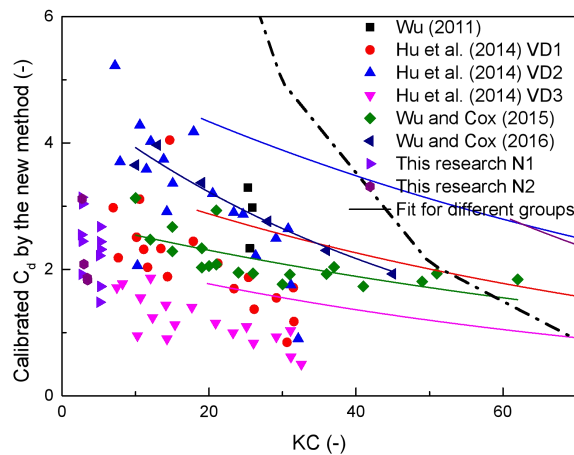 Calibrated Cd by the new method (-)
6
4
2
0
Wu (2011)
Hu et al. (2014) VD1
Hu et al. (2014) VD2
Hu et al. (2014) VD3
Wu and Cox (2015)
Wu and Cox (2016)
This research N1
This research N2
Fit for different groups
0 20 40 60
KC (-)